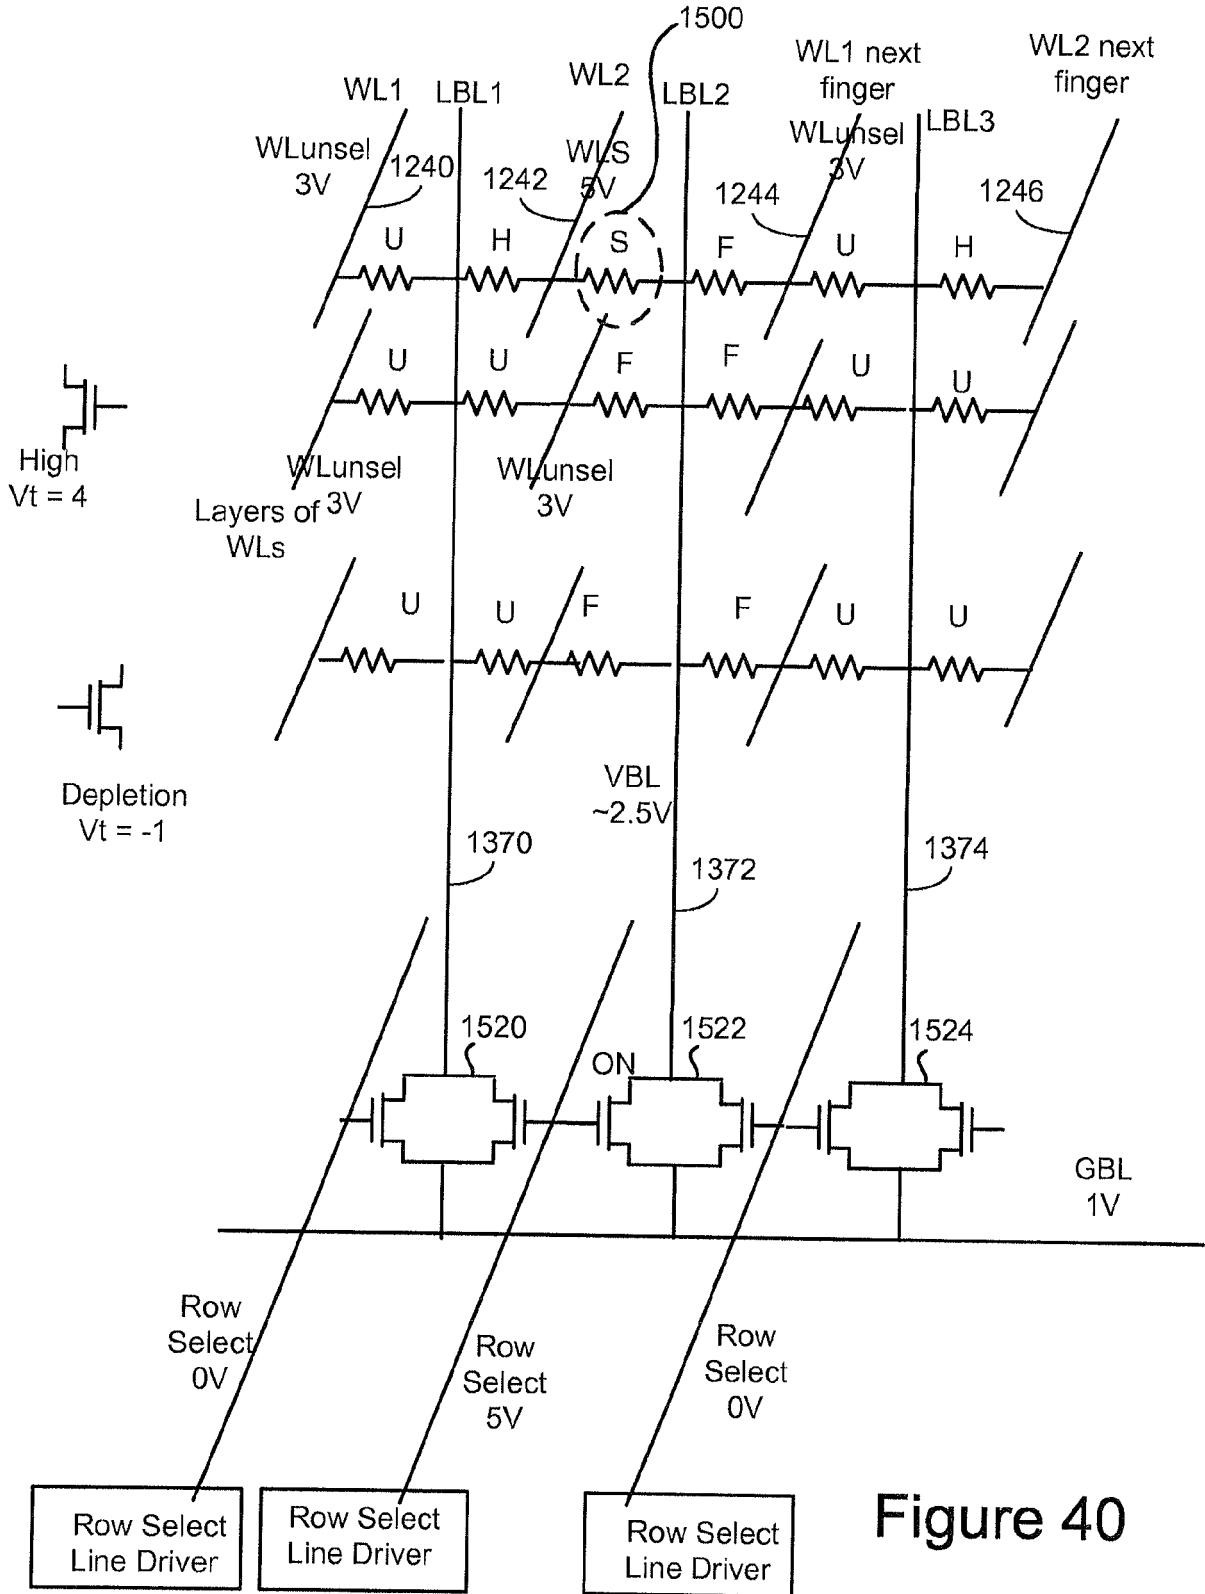 1500
WL1
LBL1
WL2
LBL2
WL1 next
finger
WL2 next
finger
WLunsel
3V
1240
1242
WLS
5V
1244
WLunsel
3V
LBL3
1246
U
H
S
F
U
H
U
U
F
F
U
U
High
Vt = 4
WLunsel
3V
WLunsel
3V
Layers of
WLs
U
U
F
F
U
U
Depletion
Vt = -1
VBL
~2.5V
1370
1372
1374
1520
ON
1522
1524
GBL
1V
Row
Select
0V
Row
Select
5V
Row
Select
0V
Row Select
Line Driver
Row Select
Line Driver
Row Select
Line Driver
Figure 40